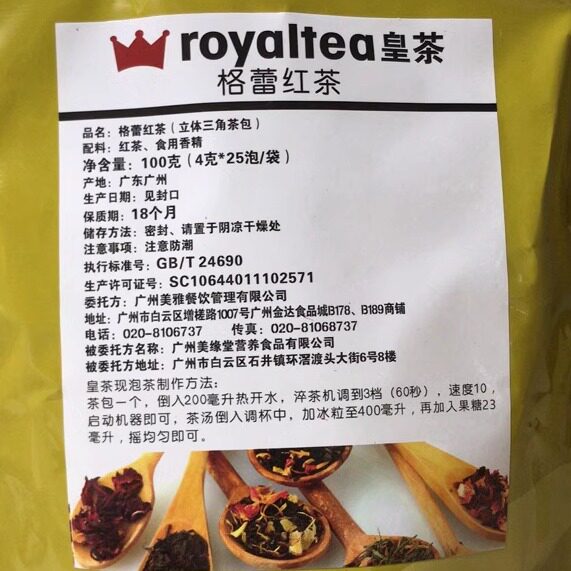 royaltea皇茶
格蕾红茶
品名：格蕾红茶（立体三角茶包）
配料：红茶、食用香精
净含量：100克（4克*25泡/袋）
产地：广东广州
生产日期：见封口
保质期：18个月
储存方法：密封、请置于阴凉干燥处
注意事项：注意防潮
执行标准号：GB/T 24690
生产许可证号：SC10644011102571
委托方：广州美雅餐饮管理有限公司
地址：广州市白云区增槎路1007号广州金达食品城B178、B189商铺
电话：020-8106737 传真：020-81068737
被委托方名称：广州美缘堂营养食品有限公司
被委托方地址：广州市白云区石井镇环滘渡头大街6号8楼
皇茶现泡茶制作方法：
茶包一个，倒入200毫升热开水，淬茶机调到3档（60秒），速度10，
启动机器即可，茶汤倒入调杯中，加冰粒至400毫升，再加入果糖23
毫升，摇均匀即可。